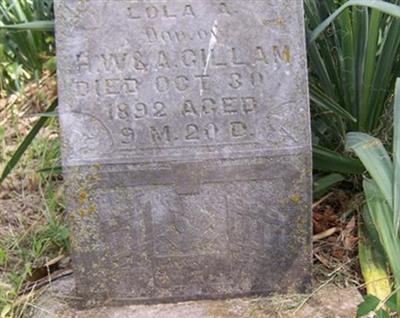 LOLA A.
Dau. of
H.W. & A. GILLAM
DIED OCT 30
1892 AGED
9 M. 20 D.